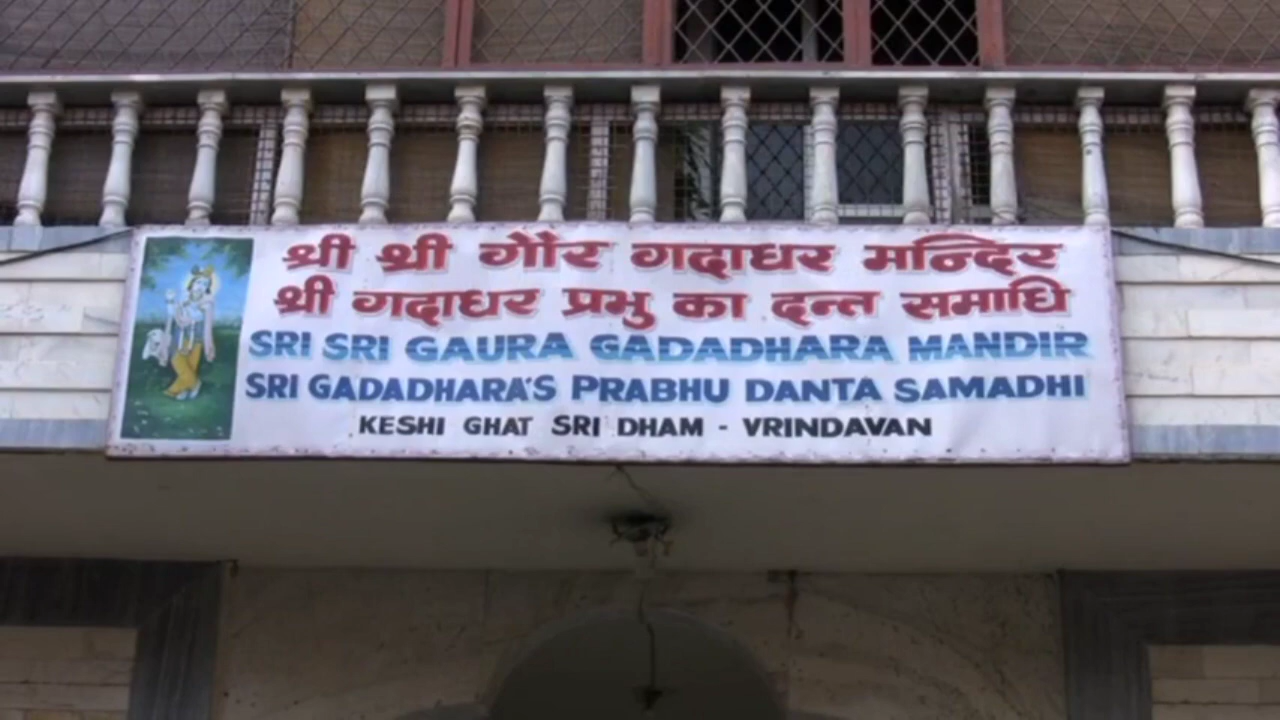 श्री श्री गौर गदाधर मन्दिर
श्री गदाधर प्रभु का दन्त समाधि
SRI SRI GAURA GADADHARA MANDIR
SRI GADADHARA'S PRABHU DANTA SAMADHI
KESHI GHAT SRI DHAM - VRINDAVAN